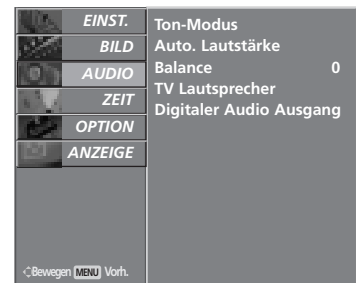 EINST.
BILD
AUDIO
ZEIT
OPTION
ANZEIGE
Bewegen MENU Vorh.
Ton-Modus
Auto. Lautstärke
Balance 0
TV Lautsprecher
Digitaler Audio Ausgang